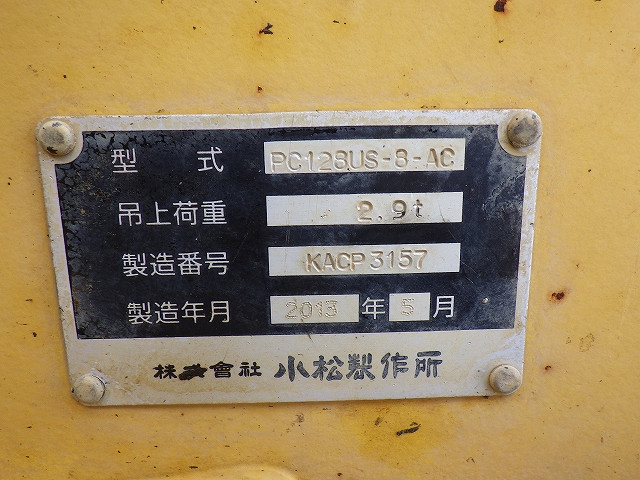 型 式 PC128US-8-AC
吊上荷重 2.9t
製造番号 KACP3157
製造年月 2013年5月
株式會社 小松製作所